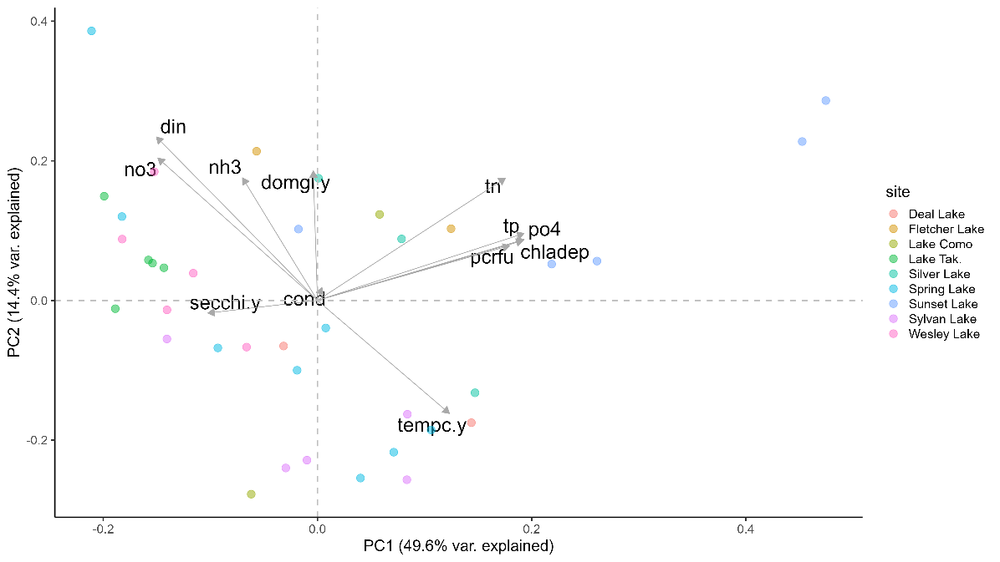 0.4
0.2
0.0
-0.2
PC2 (14.4% var. explained)
din
no3
nh3
domgl.y
tn
tp
po4
pcrfu
chladep
secchi.y
cond
tempc.y
-0.2
0.0
0.2
0.4
PC1 (49.6% var. explained)
site
Deal Lake
Fletcher Lake
Lake Como
Lake Tak.
Silver Lake
Spring Lake
Sunset Lake
Sylvan Lake
Wesley Lake